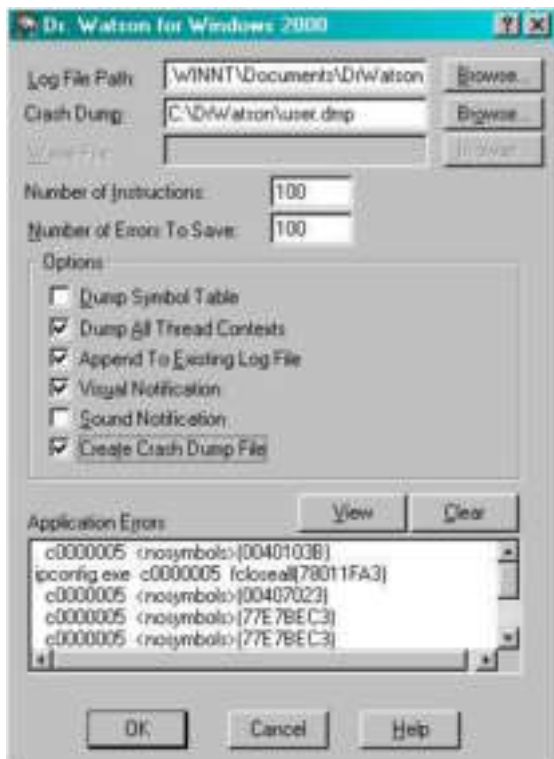 Dr. Watson for Windows 2000
Log File Path: .WINNT\Documents\DrWatson Browse...
Crash Dump: C:\DrWatson\user.dmp Browse...
Wave File: Browse...
Number of Instructions: 100
Number of Errors To Save: 100
Options
Dump Symbol Table
Dump All Thread Contexts
Append To Existing Log File
Visual Notification
Sound Notification
Create Crash Dump File
Application Errors View Clear
c0000005 <nosymbols>(0040103B)
ipconfig.exe c0000005 fcloseall(78011FA3)
c0000005 <nosymbols>(00407023)
c0000005 <nosymbols>(77E7BEC3)
c0000005 <nosymbols>(77E7BEC3)
OK Cancel Help